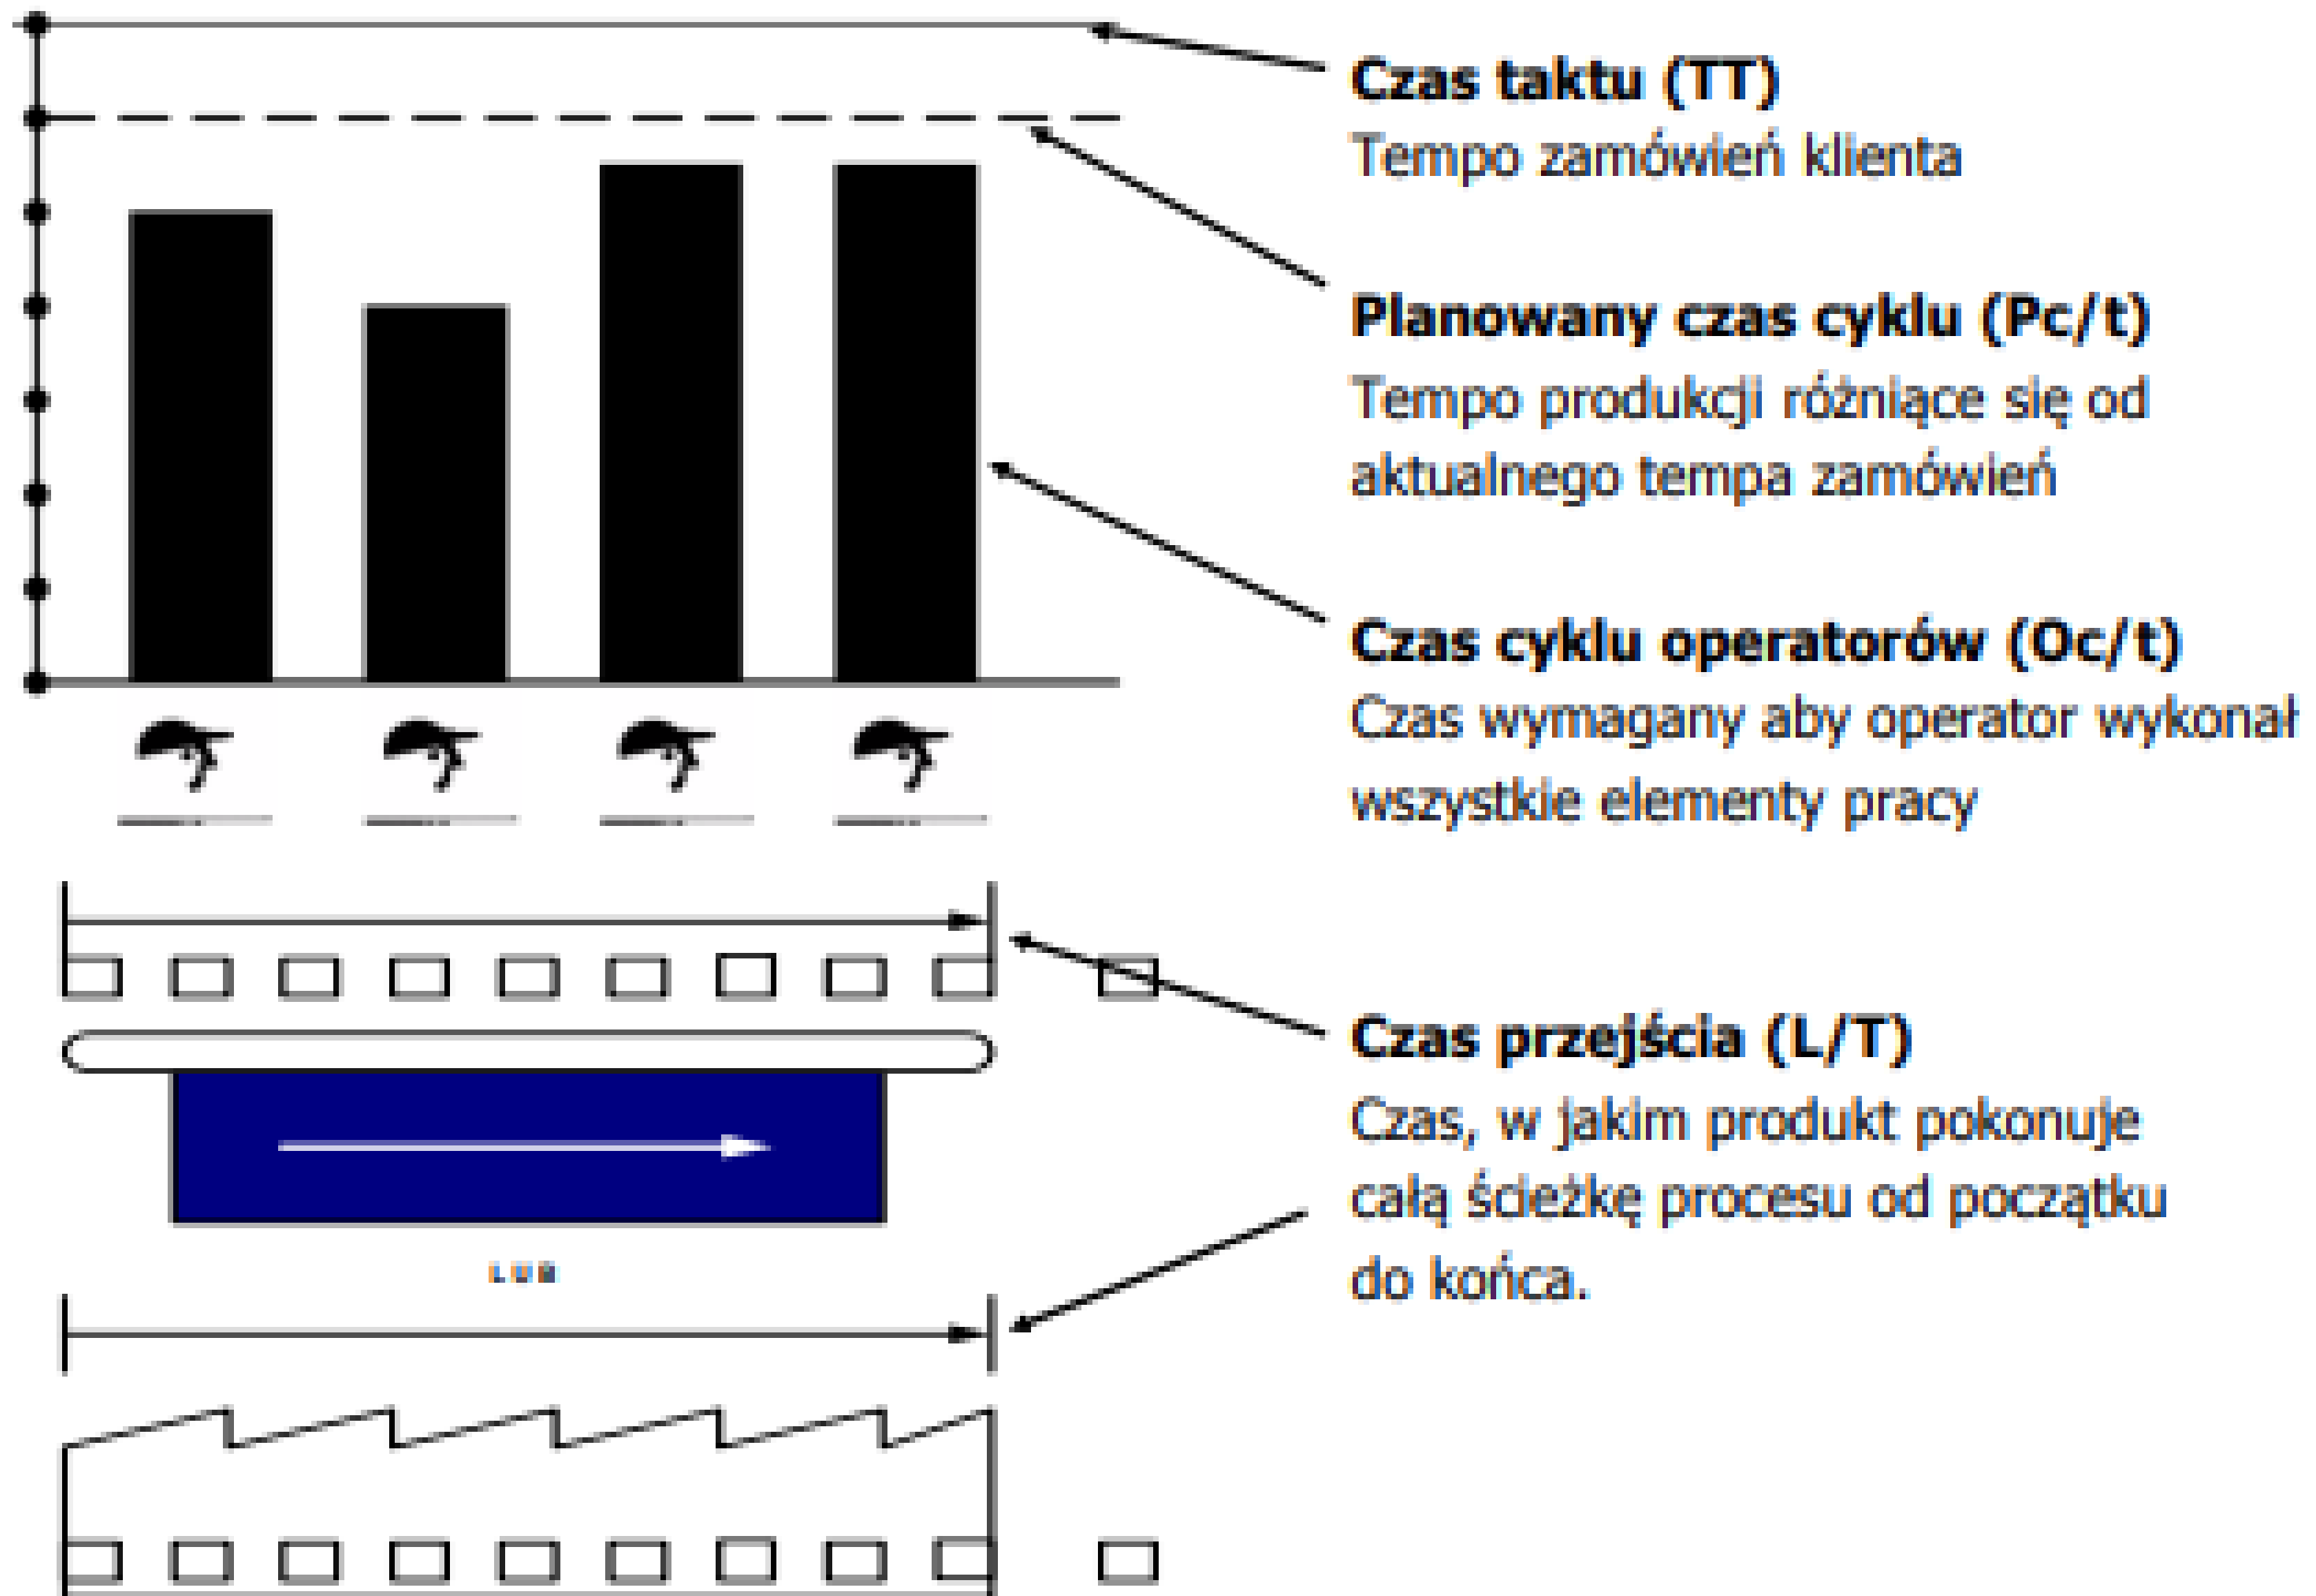 Czas taktu (TT)
Tempo zamówień klienta
Planowany czas cyklu (Pc/t)
Tempo produkcji różniące się od
aktualnego tempa zamówień
Czas cyklu operatorów (Oc/t)
Czas wymagany aby operator wykonał
wszystkie elementy pracy
Czas przejścia (L/T)
Czas, w jakim produkt pokonuje
całą ścieżkę procesu od początku
do końca.
LUB